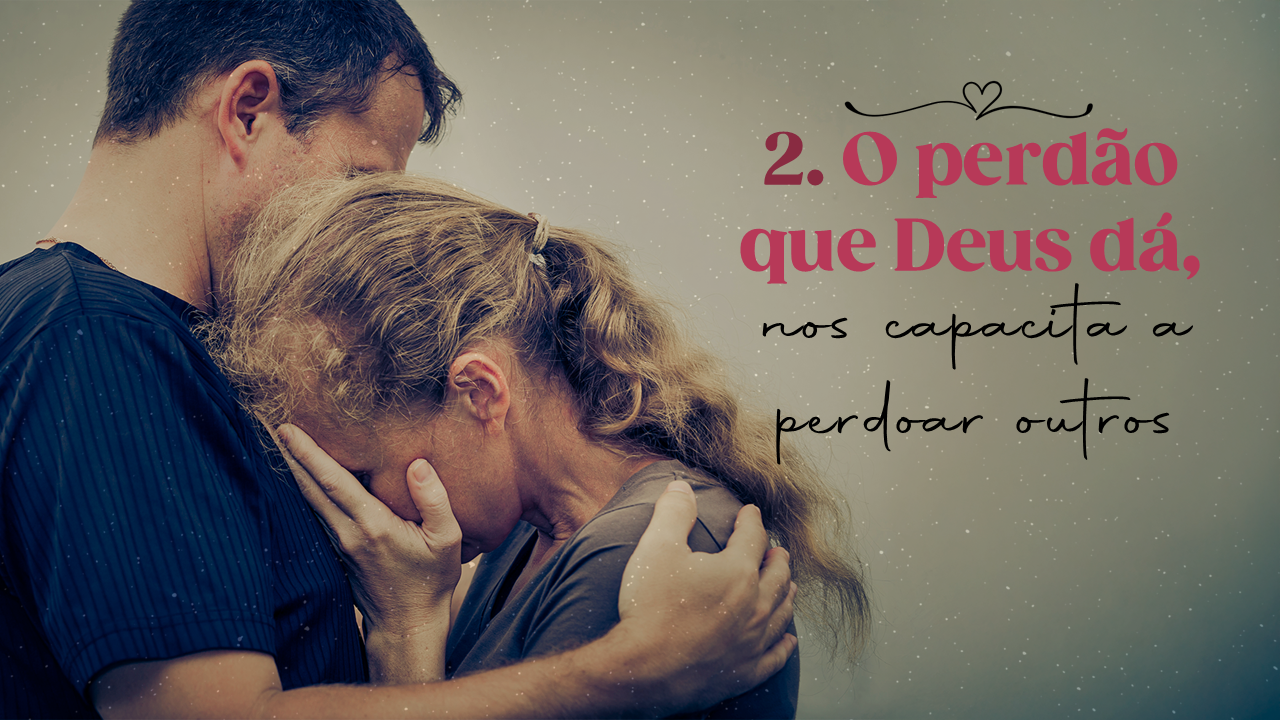 2. O perdão
que Deus dá,
nos capacita a
perdoar outros